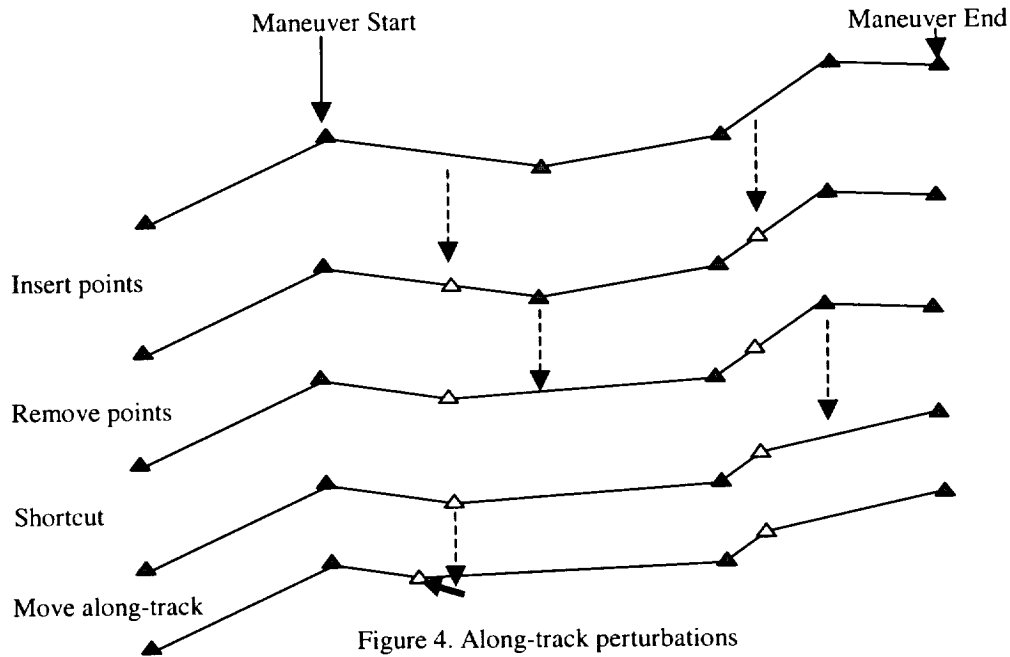 Maneuver Start
Maneuver End
Insert points
Remove points
Shortcut
Move along-track
Figure 4. Along-track perturbations